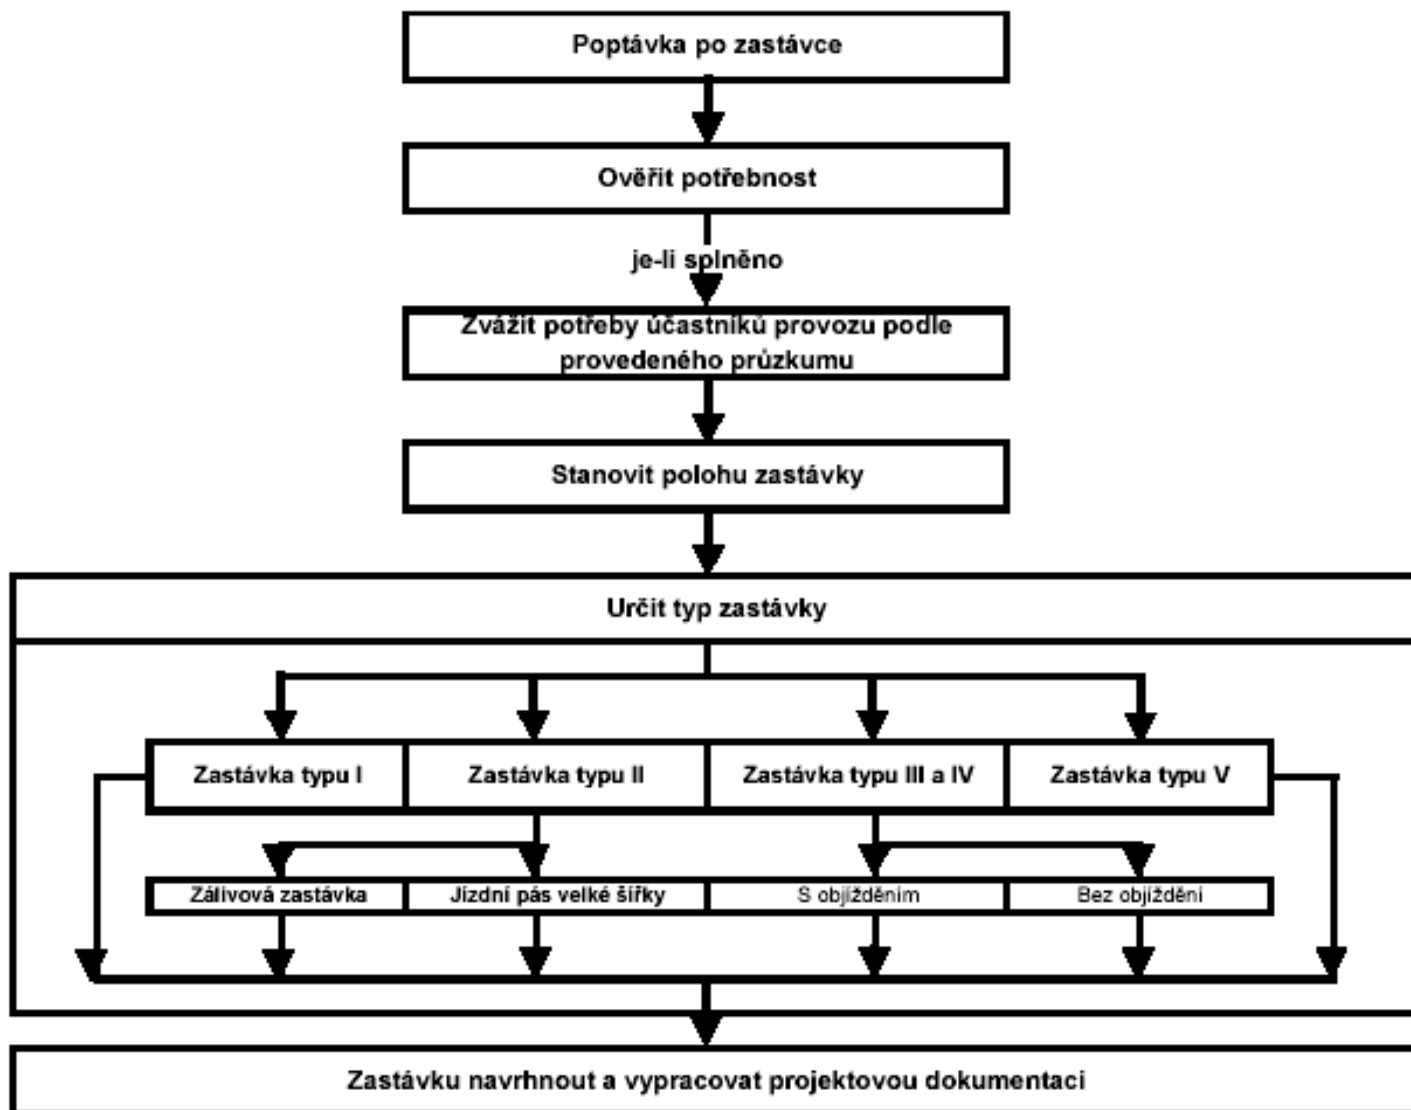 Poptávka po zastávce
Ověřit potřebnost
je-li splněno
Zvážit potřeby účastníků provozu podle
provedeného průzkumu
Stanovit polohu zastávky
Určit typ zastávky
Zastávka typu I
Zastávka typu II
Zastávka typu III a IV
Zastávka typu V
Zálivová zastávka
Jízdní pás velké šířky
S objížděním
Bez objíždění
Zastávku navrhnout a vypracovat projektovou dokumentaci